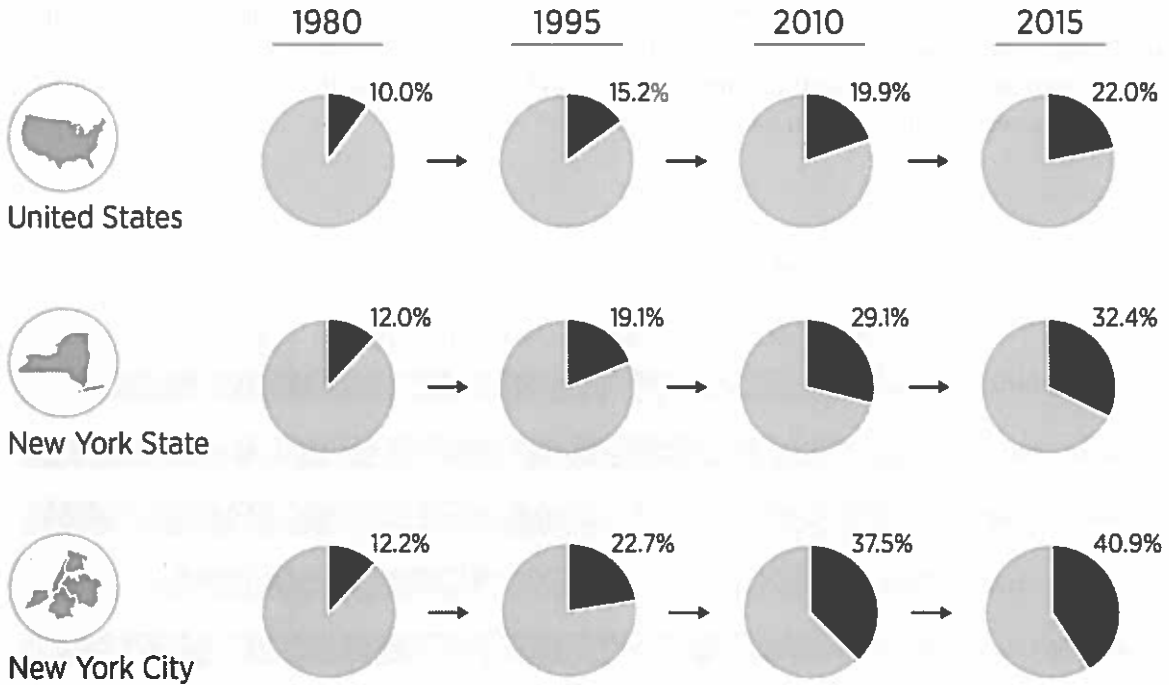 1980 1995 2010 2015
10.0% 15.2% 19.9% 22.0%
United States
12.0% 19.1% 29.1% 32.4%
New York State
12.2% 22.7% 37.5% 40.9%
New York City